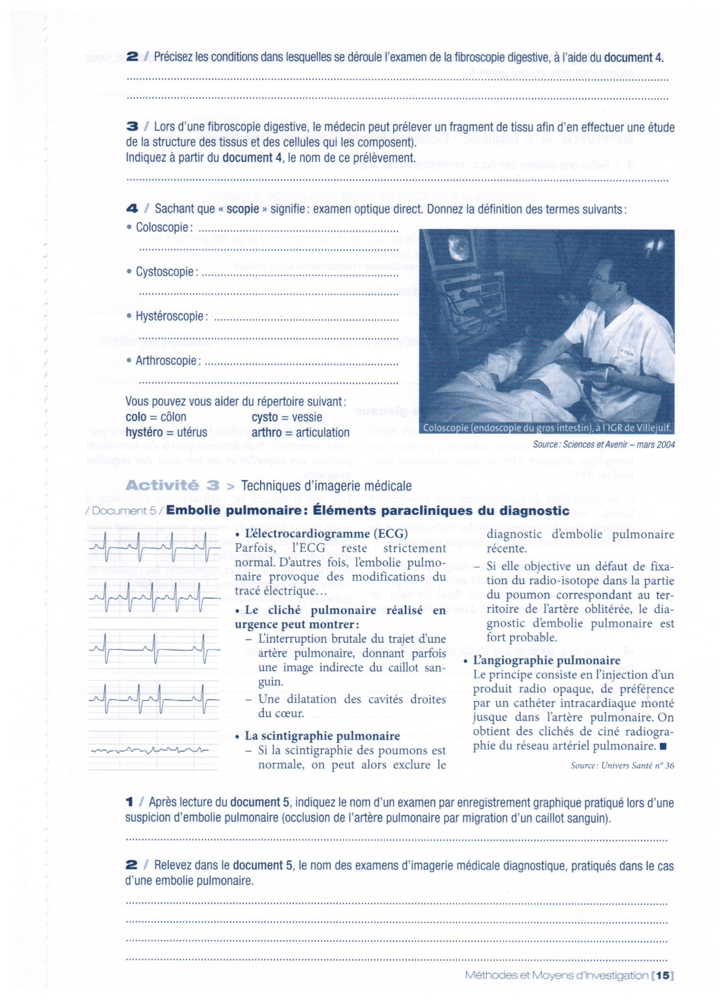 2 / Précisez les conditions dans lesquelles se déroule l'examen de la fibroscopie digestive, à l'aide du document 4.
3 / Lors d'une fibroscopie digestive, le médecin peut prélever un fragment de tissu afin d'en effectuer une étude
de la structure des tissus et des cellules qui les composent).
Indiquez à partir du document 4, le nom de ce prélèvement.
4 / Sachant que « scopie » signifie : examen optique direct. Donnez la définition des termes suivants :
• Coloscopie :
• Cystoscopie :
• Hystéroscopie :
• Arthroscopie :
Vous pouvez vous aider du répertoire suivant :
colo = côlon cysto = vessie
hystéro = utérus arthro = articulation
IGR
Coloscopie (endoscopie du gros intestin), à l'IGR de Villejuif.
Source : Sciences et Avenir – mars 2004
Activité 3 > Techniques d'imagerie médicale
/ Document 5 / Embolie pulmonaire : Éléments paracliniques du diagnostic
• L'électrocardiogramme (ECG)
Parfois, l'ECG reste strictement
normal. D'autres fois, l'embolie pulmo-
naire provoque des modifications du
tracé électrique…
• Le cliché pulmonaire réalisé en
urgence peut montrer :
– L'interruption brutale du trajet d'une
artère pulmonaire, donnant parfois
une image indirecte du caillot san-
guin.
– Une dilatation des cavités droites
du cœur.
• La scintigraphie pulmonaire
– Si la scintigraphie des poumons est
normale, on peut alors exclure le
diagnostic d'embolie pulmonaire
récente.
– Si elle objective un défaut de fixa-
tion du radio-isotope dans la partie
du poumon correspondant au ter-
ritoire de l'artère oblitérée, le dia-
gnostic d'embolie pulmonaire est
fort probable.
• L'angiographie pulmonaire
Le principe consiste en l'injection d'un
produit radio opaque, de préférence
par un cathéter intracardiaque monté
jusque dans l'artère pulmonaire. On
obtient des clichés de ciné radiogra-
phie du réseau artériel pulmonaire. ■
Source : Univers Santé n° 36
1 / Après lecture du document 5, indiquez le nom d'un examen par enregistrement graphique pratiqué lors d'une
suspicion d'embolie pulmonaire (occlusion de l'artère pulmonaire par migration d'un caillot sanguin).
2 / Relevez dans le document 5, le nom des examens d'imagerie médicale diagnostique, pratiqués dans le cas
d'une embolie pulmonaire.
Méthodes et Moyens d'Investigation [15]